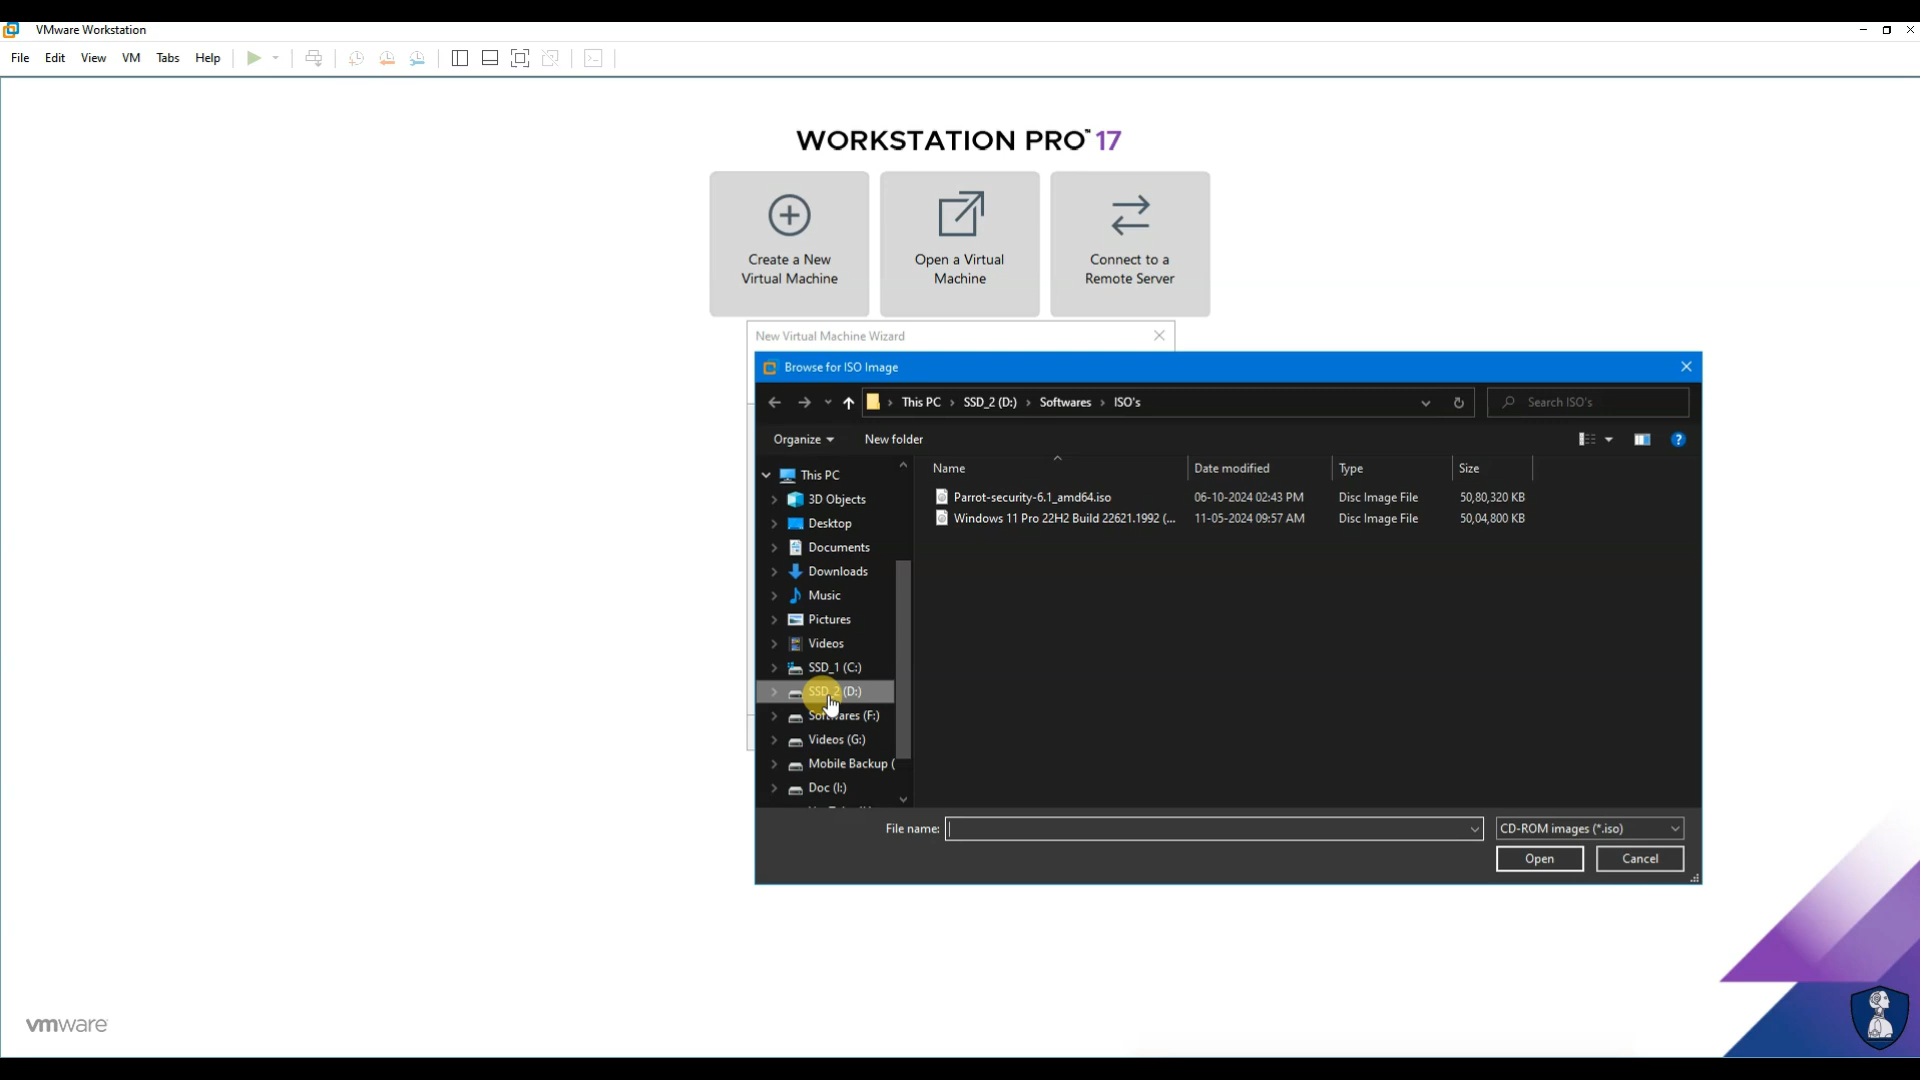 VMware Workstation
File Edit View VM Tabs Help
WORKSTATION PRO™ 17
Create a New
Virtual Machine
Open a Virtual
Machine
Connect to a
Remote Server
New Virtual Machine Wizard
Browse for ISO Image
This PC › SSD_2 (D:) › Softwares › ISO's
Search ISO's
Organize New folder
Name Date modified Type Size
Parrot-security-6.1_amd64.iso 06-10-2024 02:43 PM Disc Image File 50,80,320 KB
Windows 11 Pro 22H2 Build 22621.1992 (... 11-05-2024 09:57 AM Disc Image File 50,04,800 KB
This PC
3D Objects
Desktop
Documents
Downloads
Music
Pictures
Videos
SSD_1 (C:)
SSD_2 (D:)
Softwares (F:)
Videos (G:)
Mobile Backup (
Doc (I:)
File name:
CD-ROM images (*.iso)
Open Cancel
vmware